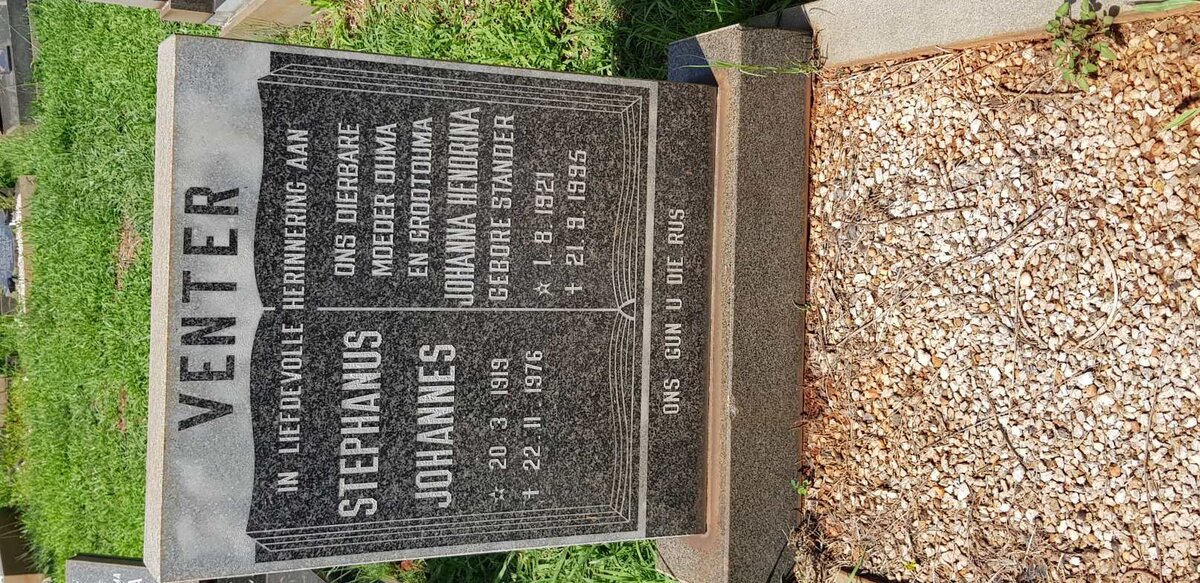 VENTER
IN LIEFDEVOLLE HERINNERING AAN
STEPHANUS
JOHANNES
☆ 20 3 1919
† 22.11.1976
ONS DIERBARE
MOEDER OUMA
EN GROOTOUMA
JOHANNA HENDRINA
GEBORE STANDER
☆ 1.8.1921
† 21.9.1995
ONS GUN U DIE RUS